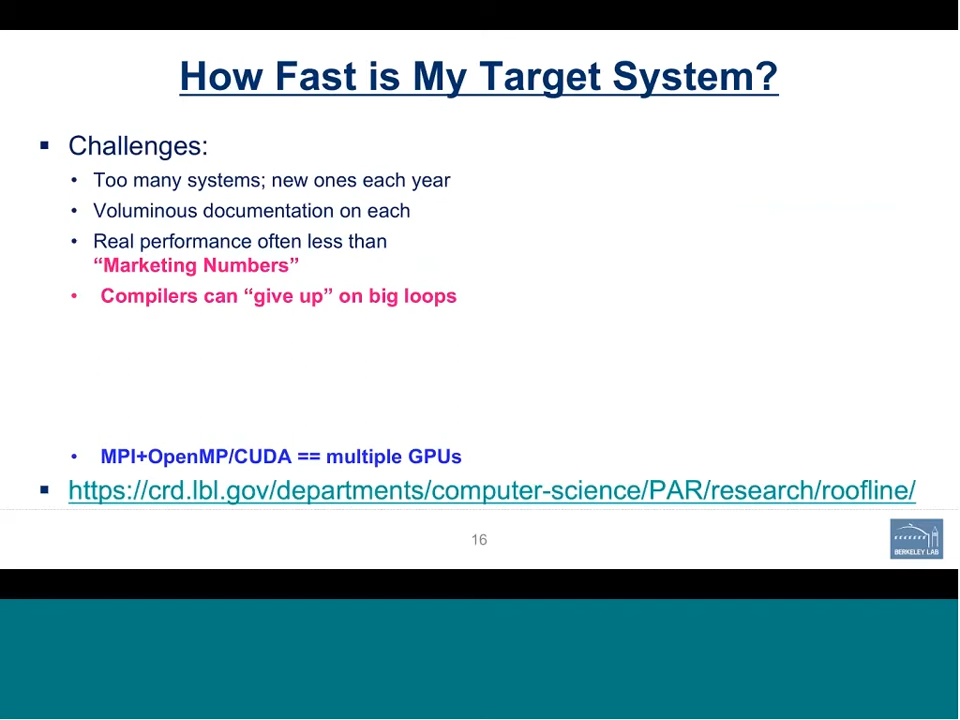 How Fast is My Target System?
▪ Challenges:
• Too many systems; new ones each year
• Voluminous documentation on each
• Real performance often less than
“Marketing Numbers”
• Compilers can “give up” on big loops
• MPI+OpenMP/CUDA == multiple GPUs
▪ https://crd.lbl.gov/departments/computer-science/PAR/research/roofline/
16
BERKELEY LAB